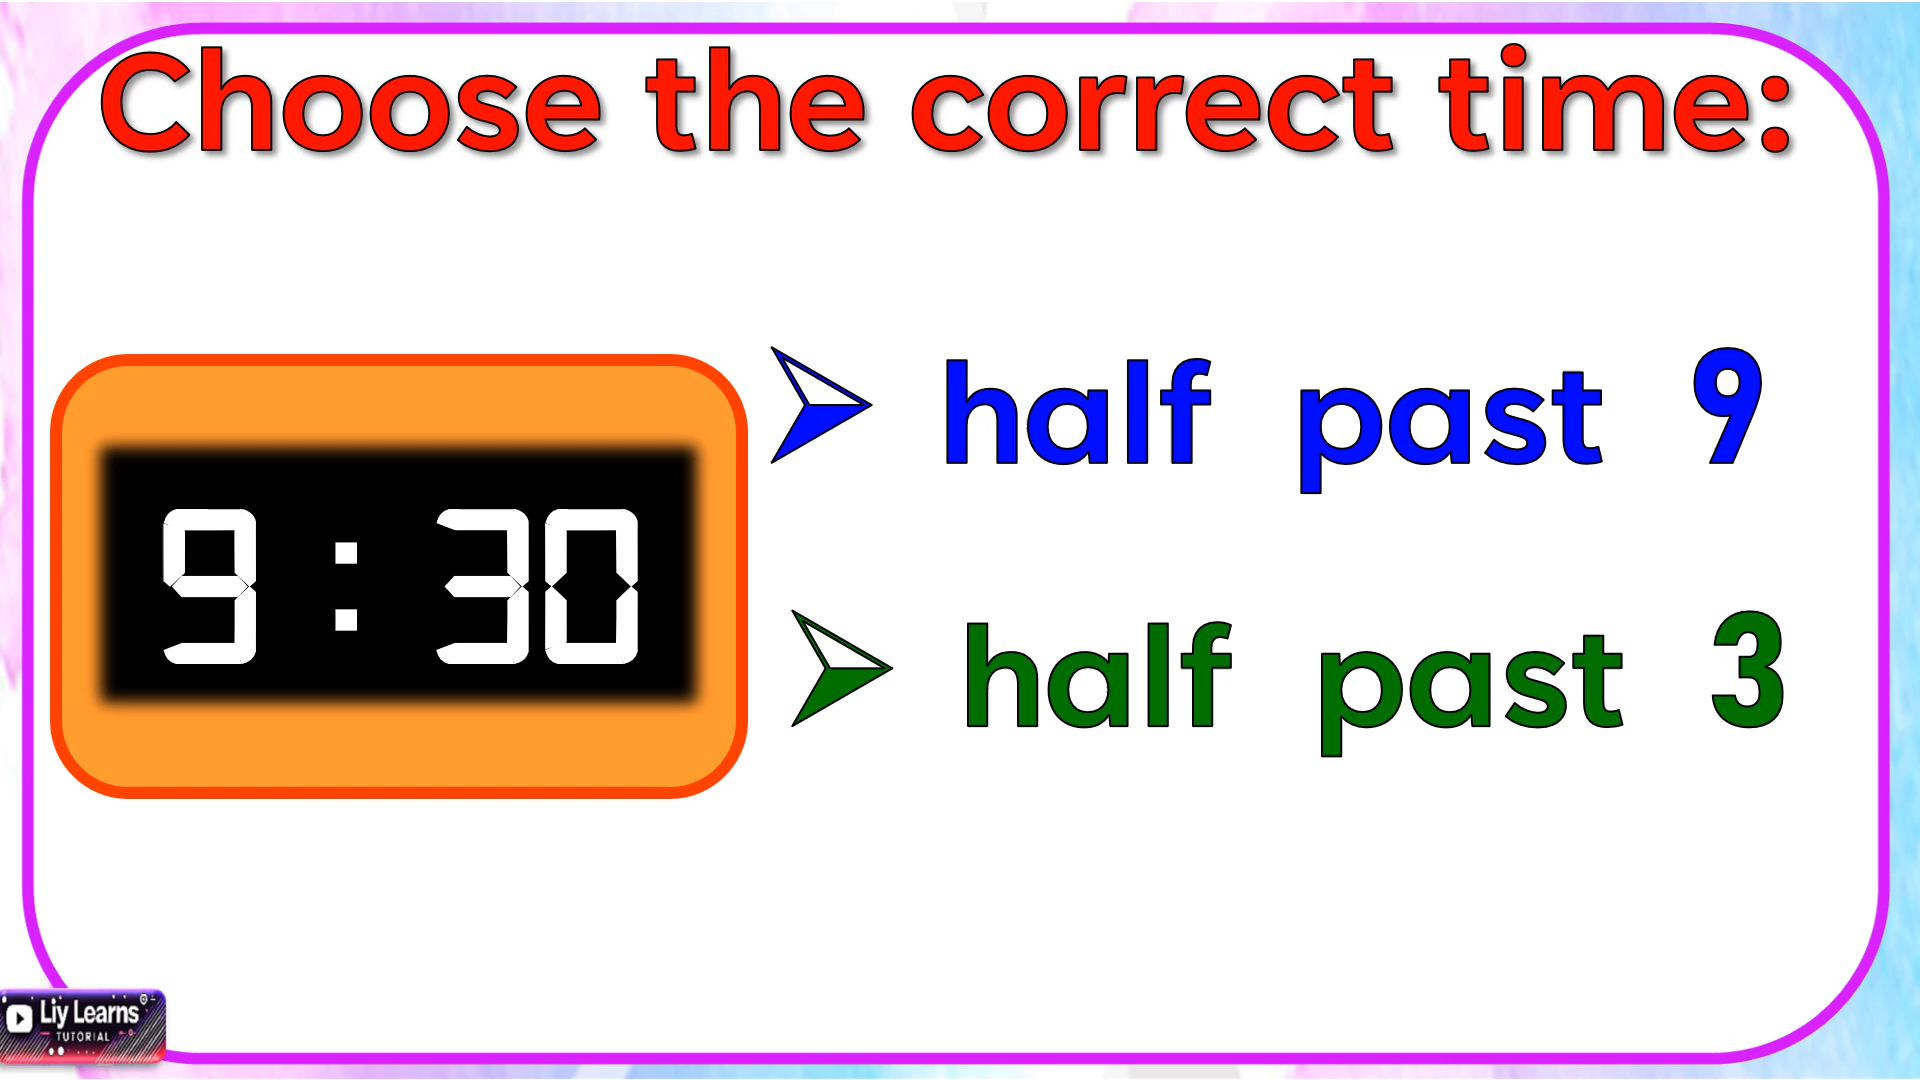 Choose the correct time:
half past 9
9 : 30
half past 3
Liy Learns
TUTORIAL